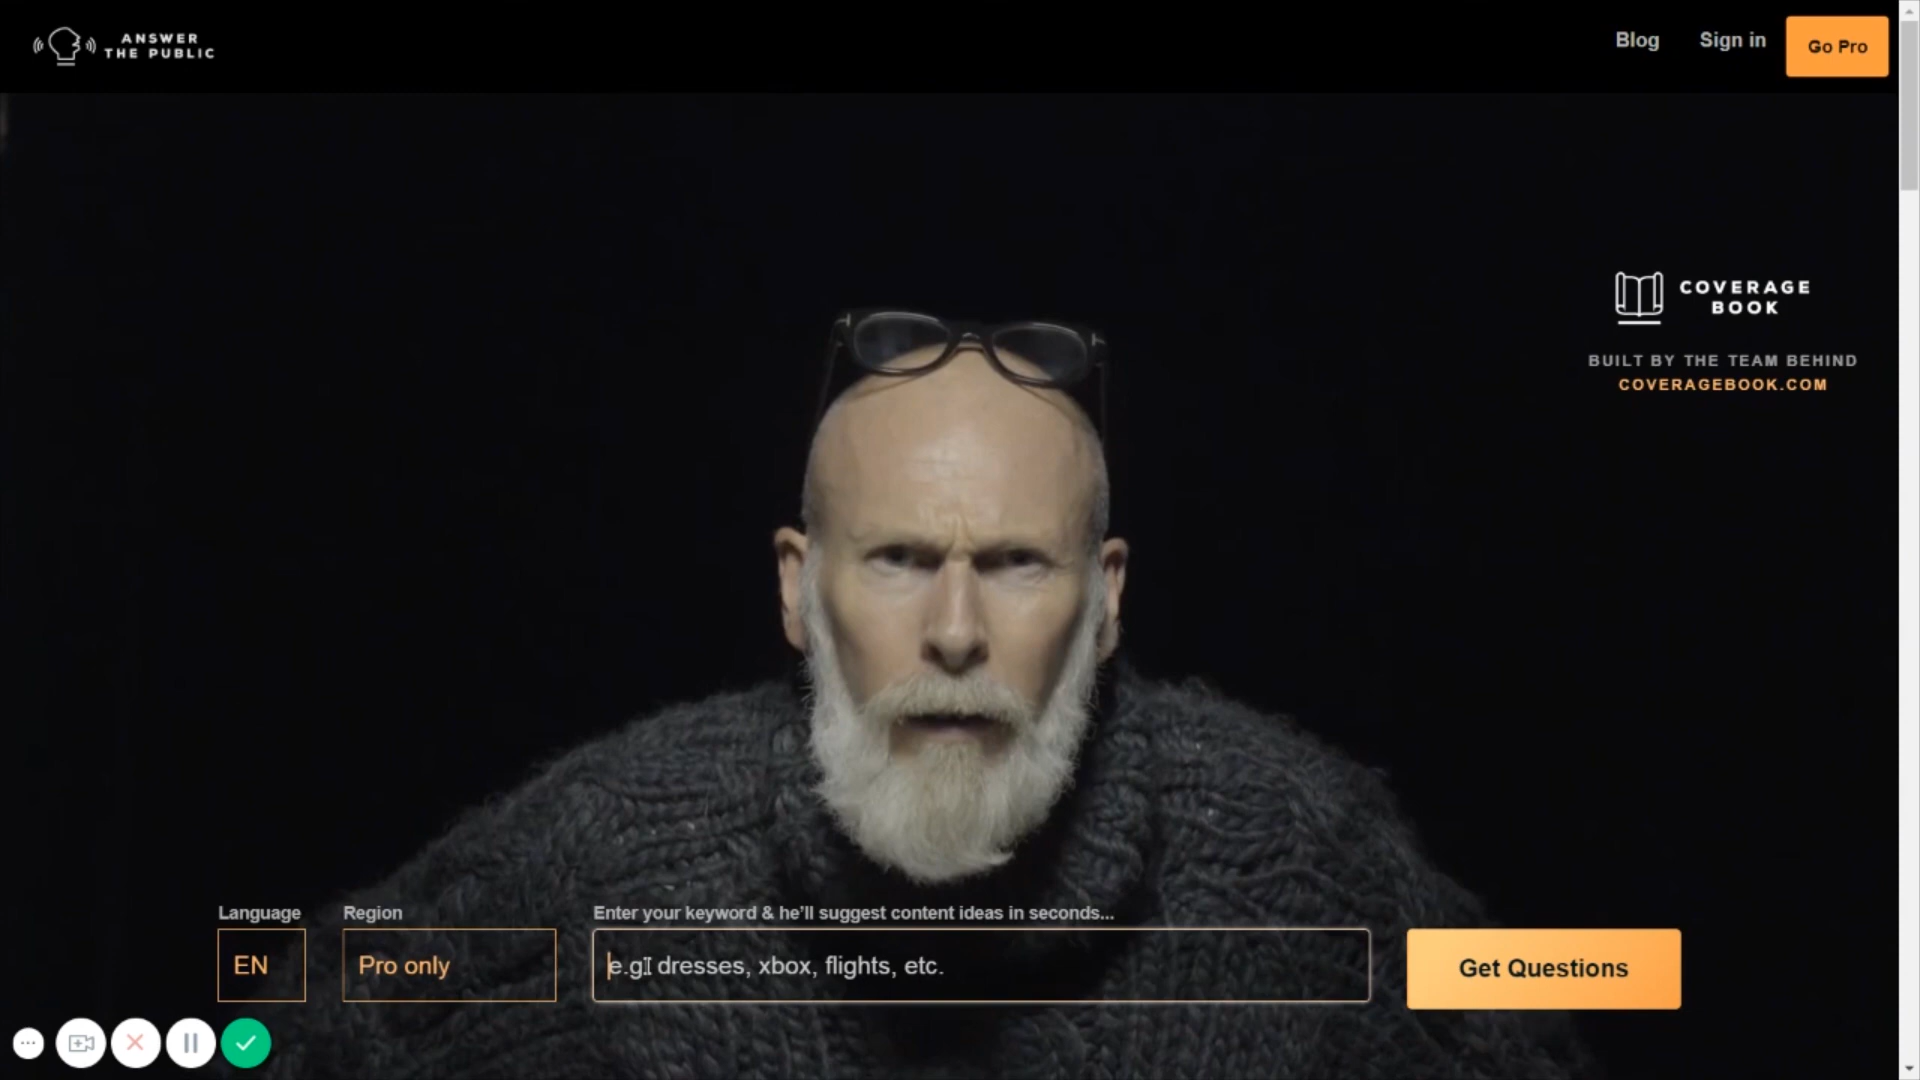 ANSWER
THE PUBLIC
Blog
Sign in
Go Pro
COVERAGE
BOOK
BUILT BY THE TEAM BEHIND
COVERAGEBOOK.COM
Language
Region
Enter your keyword & he'll suggest content ideas in seconds...
EN
Pro only
e.g. dresses, xbox, flights, etc.
Get Questions